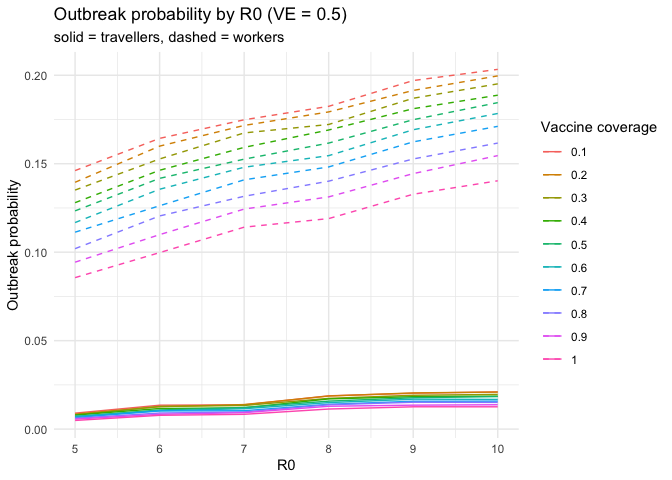 Outbreak probability by R0 (VE = 0.5)
solid = travellers, dashed = workers
Outbreak probability
0.20
0.15
0.10
0.05
0.00
5 6 7 8 9 10
R0
Vaccine coverage
0.1
0.2
0.3
0.4
0.5
0.6
0.7
0.8
0.9
1